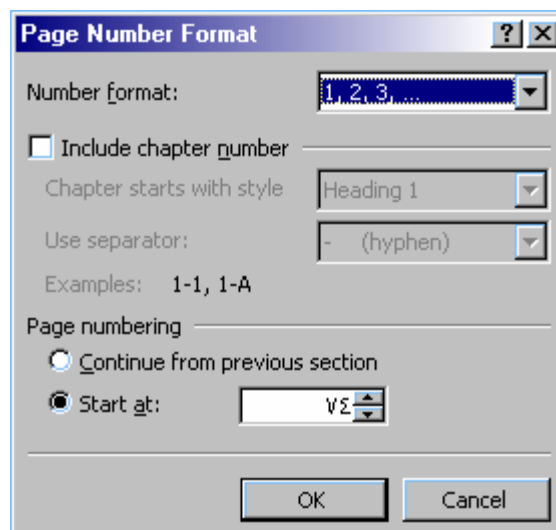 Page Number Format
Number format: 1, 2, 3, ...
Include chapter number
Chapter starts with style Heading 1
Use separator: - (hyphen)
Examples: 1-1, 1-A
Page numbering
Continue from previous section
Start at: ٧٤
OK Cancel